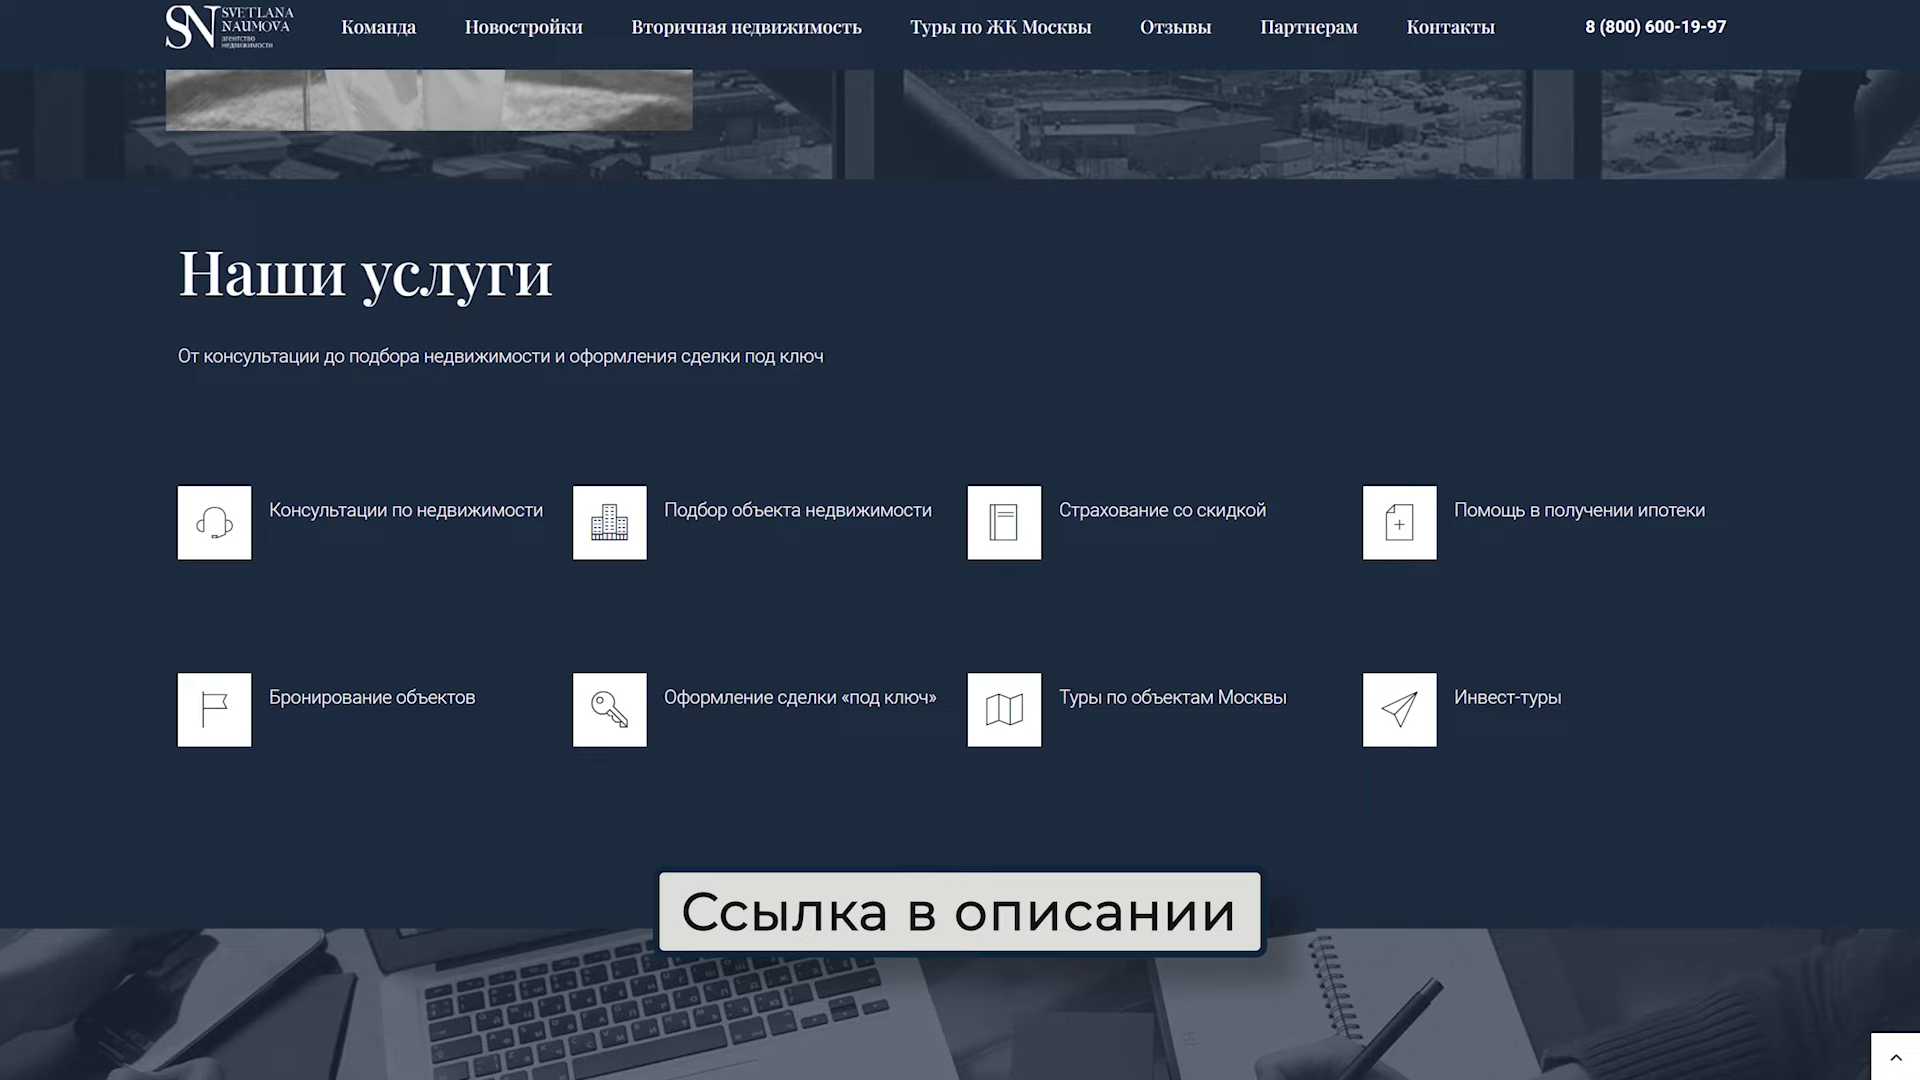 SN SVETLANA
NAUMOVA
агентство
недвижимости
Команда
Новостройки
Вторичная недвижимость
Туры по ЖК Москвы
Отзывы
Партнерам
Контакты
8 (800) 600-19-97
Наши услуги
От консультации до подбора недвижимости и оформления сделки под ключ
Консультации по недвижимости
Подбор объекта недвижимости
Страхование со скидкой
Помощь в получении ипотеки
Бронирование объектов
Оформление сделки «под ключ»
Туры по объектам Москвы
Инвест-туры
Ссылка в описании